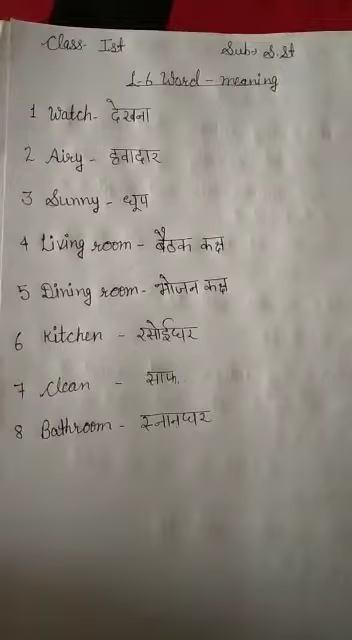 Class- Ist Sub:- S.St
L-6 Word - meaning
1 Watch- देखना
2 Airy - हवादार
3 Sunny - धूप
4 Living room - बैठक कक्ष
5 Dining room- भोजन कक्ष
6 Kitchen - रसोईघर
7 Clean - साफ.
8 Bathroom - स्नानघर